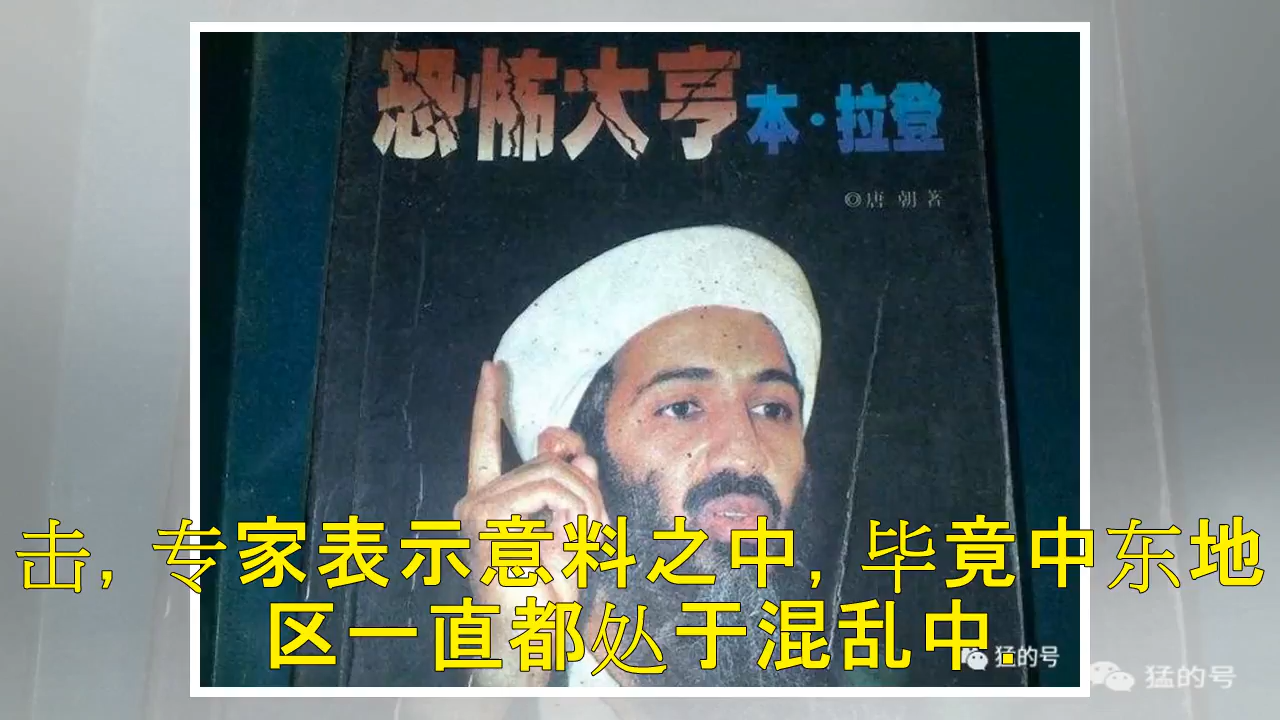 恐怖大亨 本·拉登
◎唐 朝 著
击, 专家表示意料之中, 毕竟中东地
区一直都处于混乱中.
猛的号
猛的号